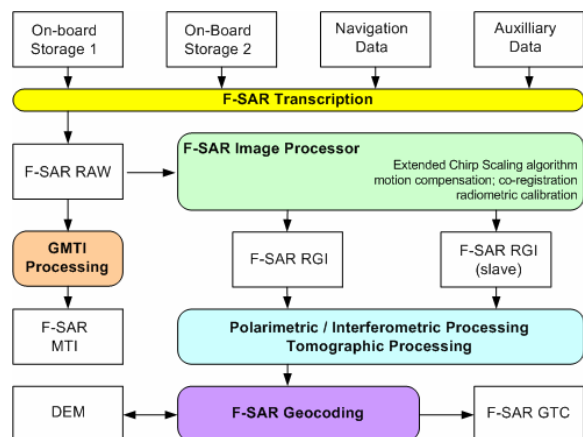 On-board
Storage 1
On-Board
Storage 2
Navigation
Data
Auxilliary
Data
F-SAR Transcription
F-SAR RAW
F-SAR Image Processor
Extended Chirp Scaling algorithm
motion compensation; co-registration
radiometric calibration
GMTI
Processing
F-SAR RGI
F-SAR RGI
(slave)
F-SAR
MTI
Polarimetric / Interferometric Processing
Tomographic Processing
DEM
F-SAR Geocoding
F-SAR GTC